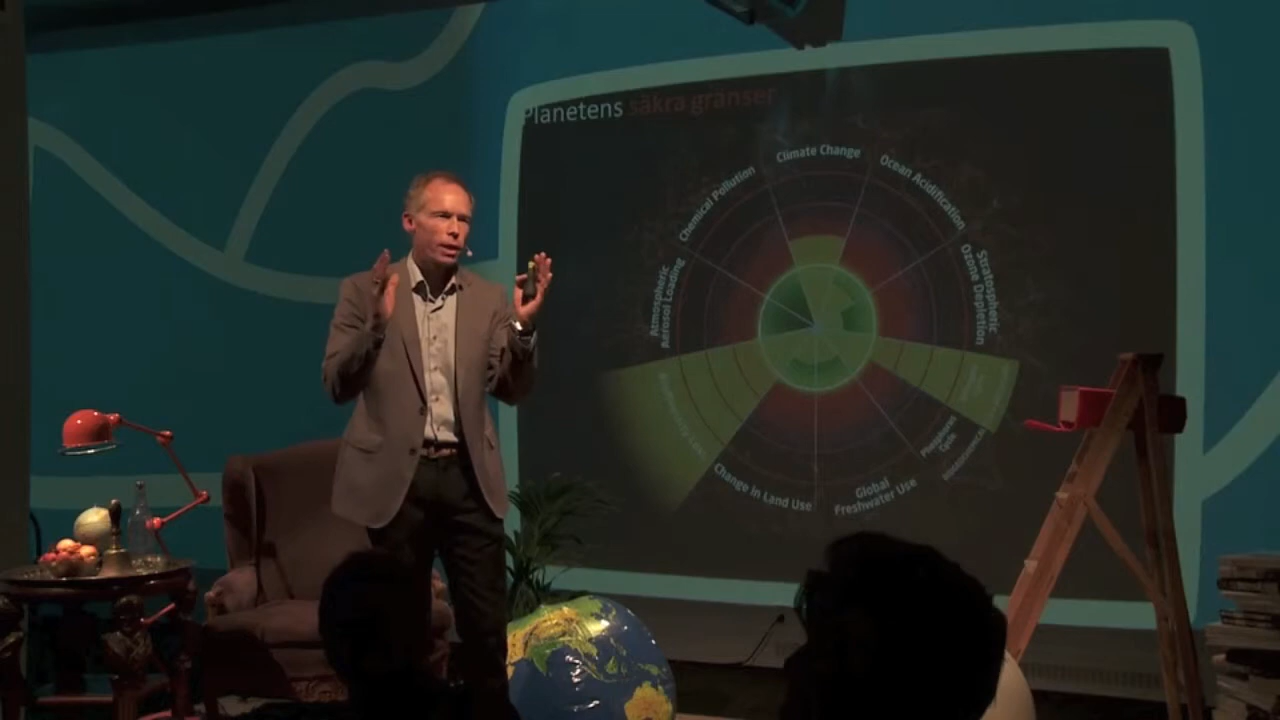 Planetens säkra gränser
Climate Change
Ocean Acidification
Stratospheric
Ozone Depletion
Chemical Pollution
Atmospheric
Aerosol Loading
Phosphorus
Cycle
Change in Land Use
Global
Freshwater Use